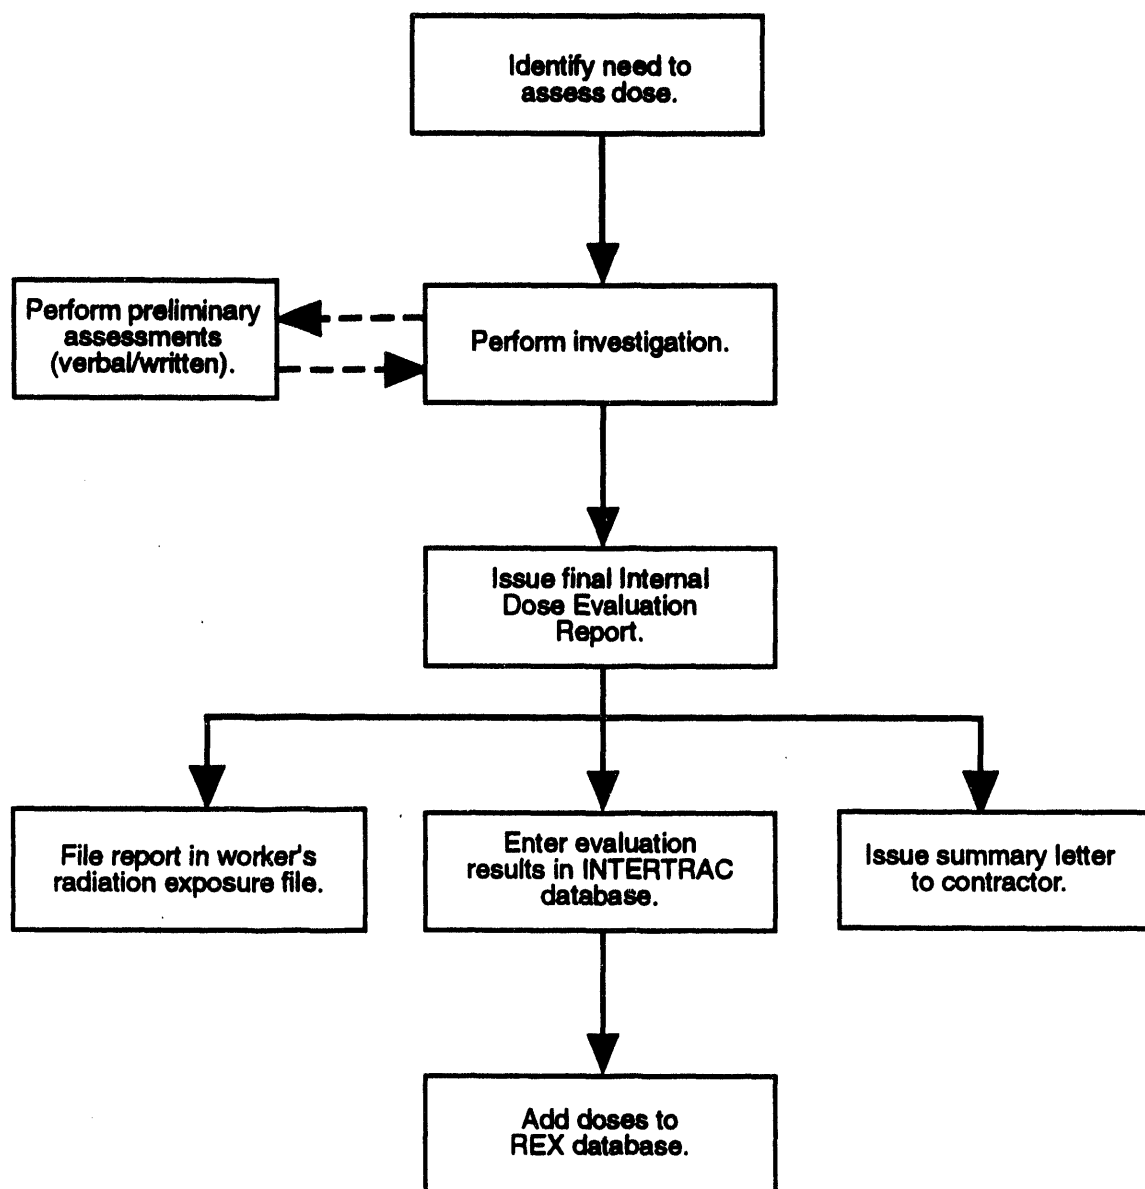 Identify need to
assess dose.
Perform preliminary
assessments
(verbal/written).
Perform investigation.
Issue final Internal
Dose Evaluation
Report.
File report in worker's
radiation exposure file.
Enter evaluation
results in INTERTRAC
database.
Issue summary letter
to contractor.
Add doses to
REX database.